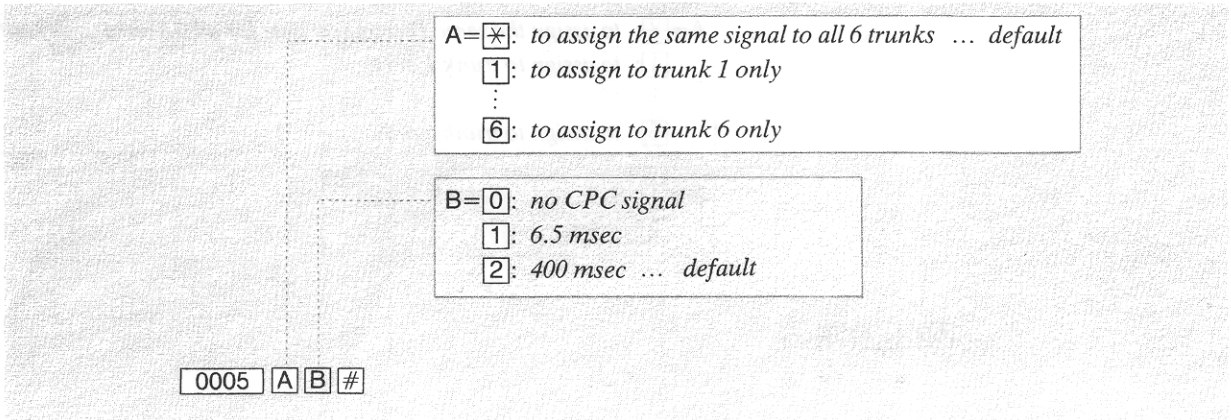 A=*: to assign the same signal to all 6 trunks ... default
1: to assign to trunk 1 only
⋮
6: to assign to trunk 6 only
B=0: no CPC signal
1: 6.5 msec
2: 400 msec ... default
0005 A B #